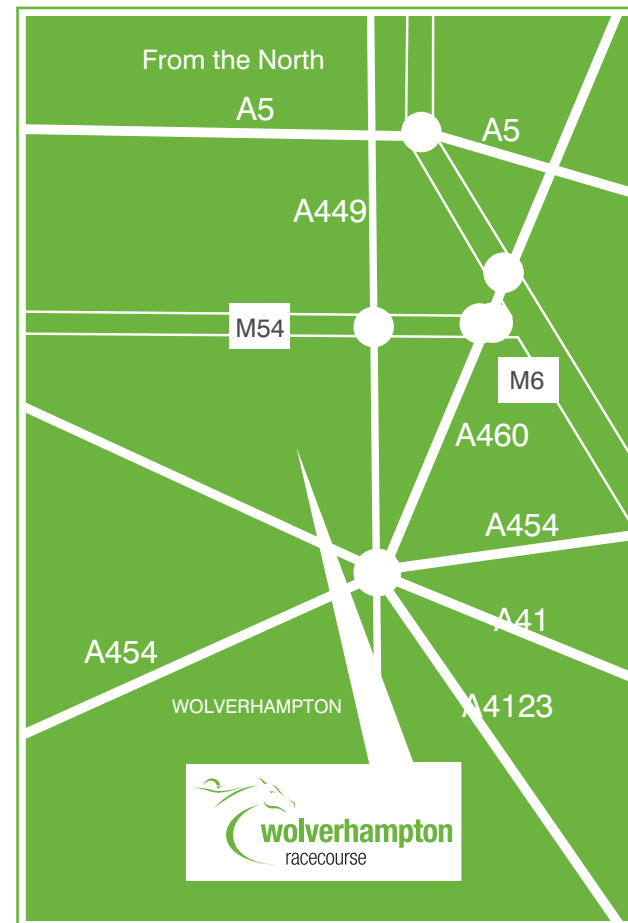 From the North
A5
A5
A449
M54
M6
A460
A454
A41
A454
WOLVERHAMPTON
A4123
wolverhampton
racecourse